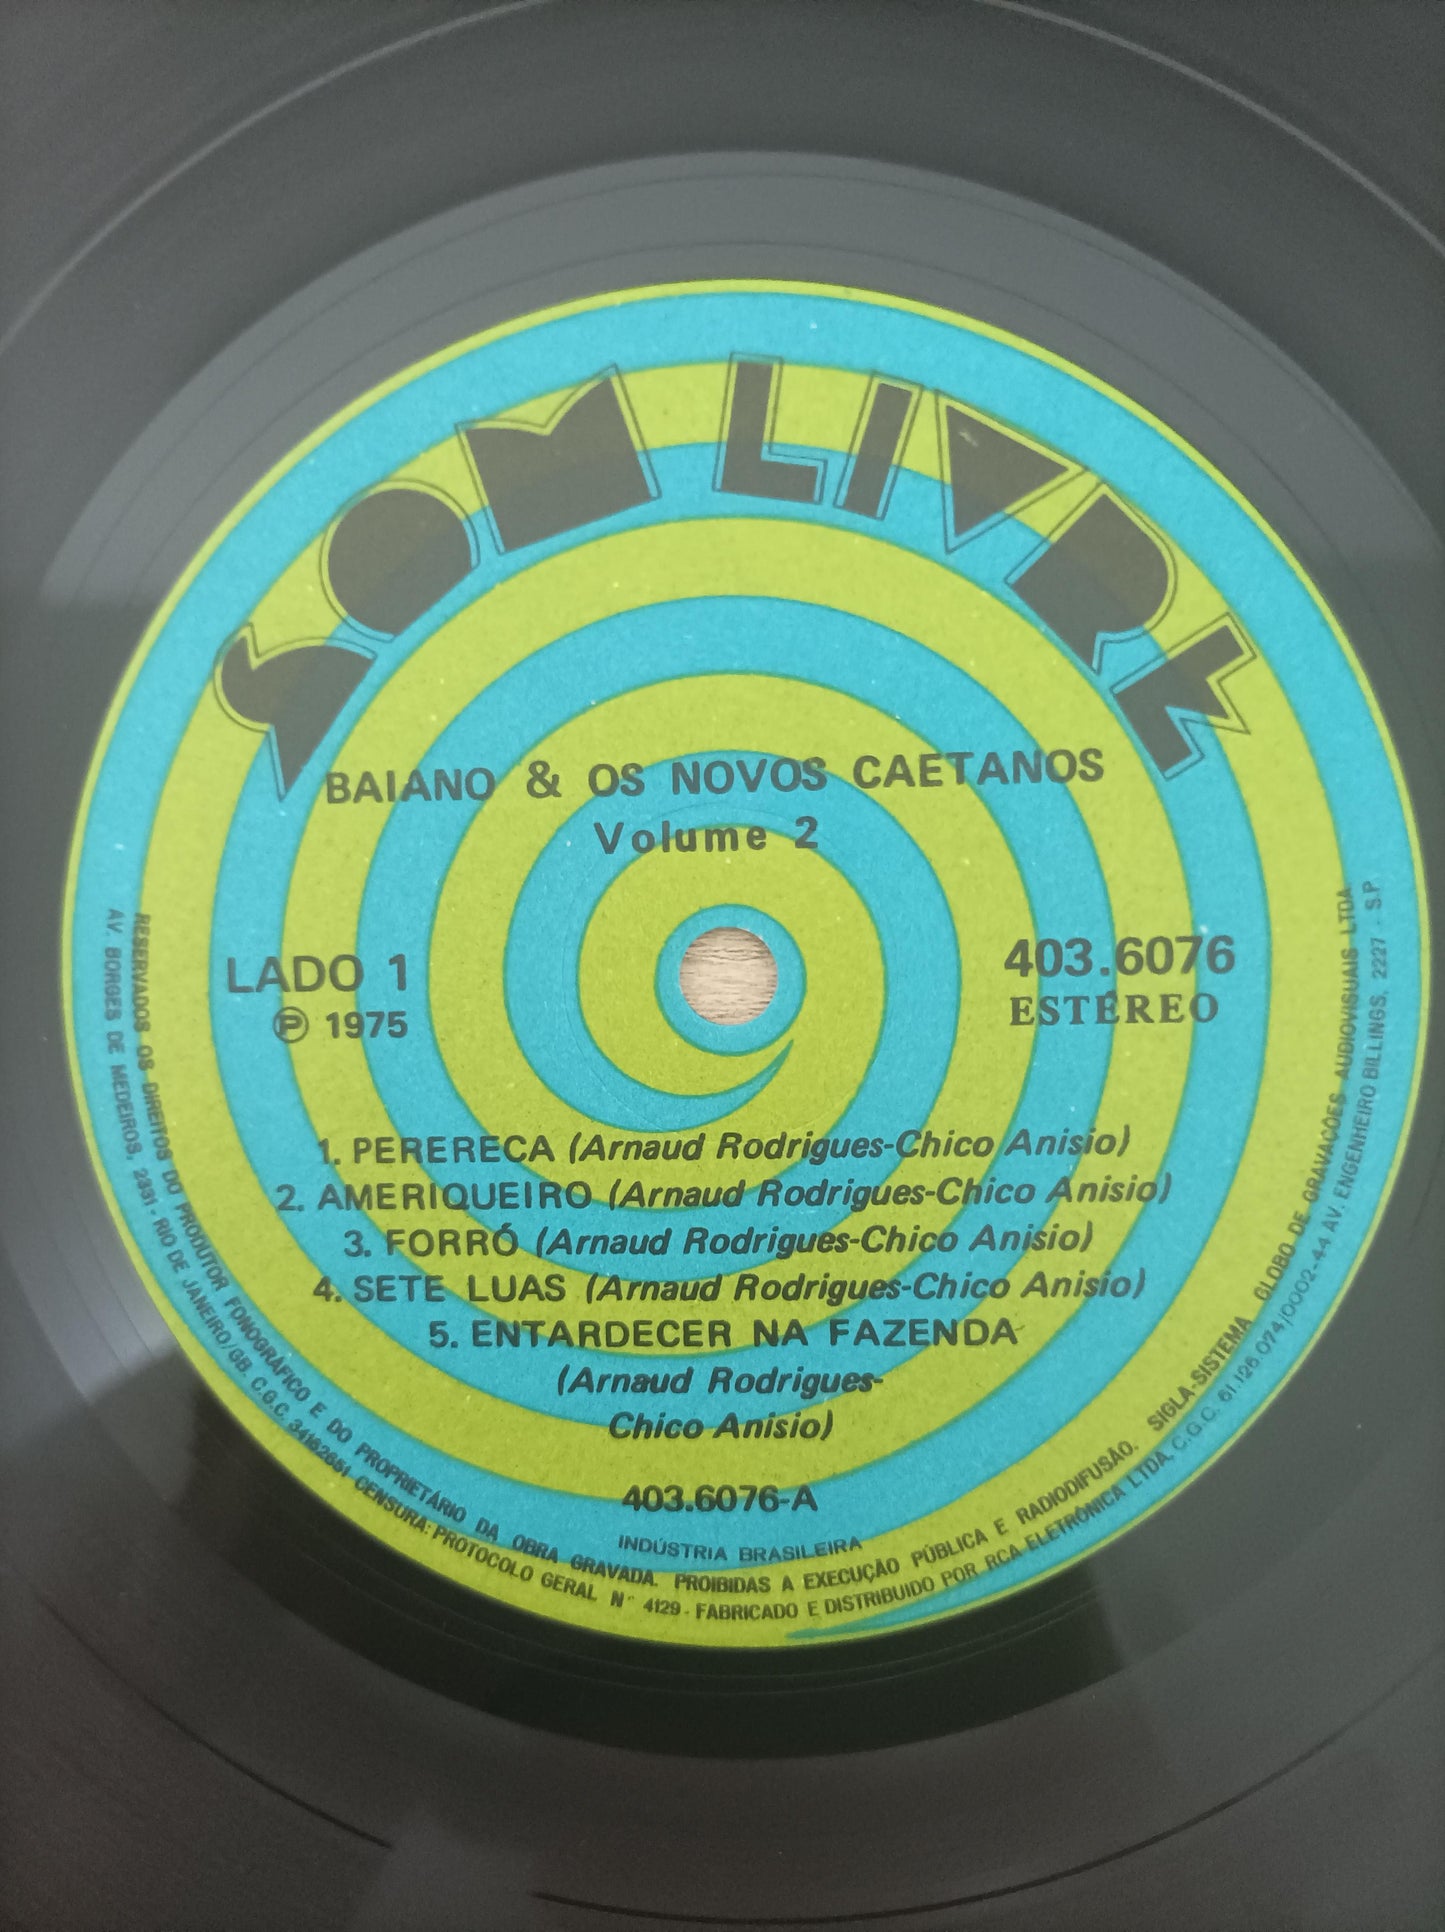 SOM LIVRE
BAIANO & OS NOVOS CAETANOS
Volume 2
LADO 1
Ⓟ 1975
403.6076
ESTÉREO
1. PERERECA (Arnaud Rodrigues-Chico Anisio)
2. AMERIQUEIRO (Arnaud Rodrigues-Chico Anisio)
3. FORRÓ (Arnaud Rodrigues-Chico Anisio)
4. SETE LUAS (Arnaud Rodrigues-Chico Anisio)
5. ENTARDECER NA FAZENDA
(Arnaud Rodrigues-
Chico Anisio)
403.6076-A
INDÚSTRIA BRASILEIRA
RESERVADOS OS DIREITOS DO PRODUTOR FONOGRÁFICO E DO PROPRIETÁRIO DA OBRA GRAVADA. PROIBIDAS A EXECUÇÃO PÚBLICA E RADIODIFUSÃO. SIGLA-SISTEMA GLOBO DE GRAVAÇÕES AUDIOVISUAIS LTDA
AV. BORGES DE MEDEIROS, 2831 - RIO DE JANEIRO/GB. C.G.C. 34162651 CENSURA: PROTOCOLO GERAL N° 4129 - FABRICADO E DISTRIBUIDO POR RCA ELETRÔNICA LTDA, C.G.C. 61.126.074/0002-44 AV. ENGENHEIRO BILLINGS, 2227 - S.P.